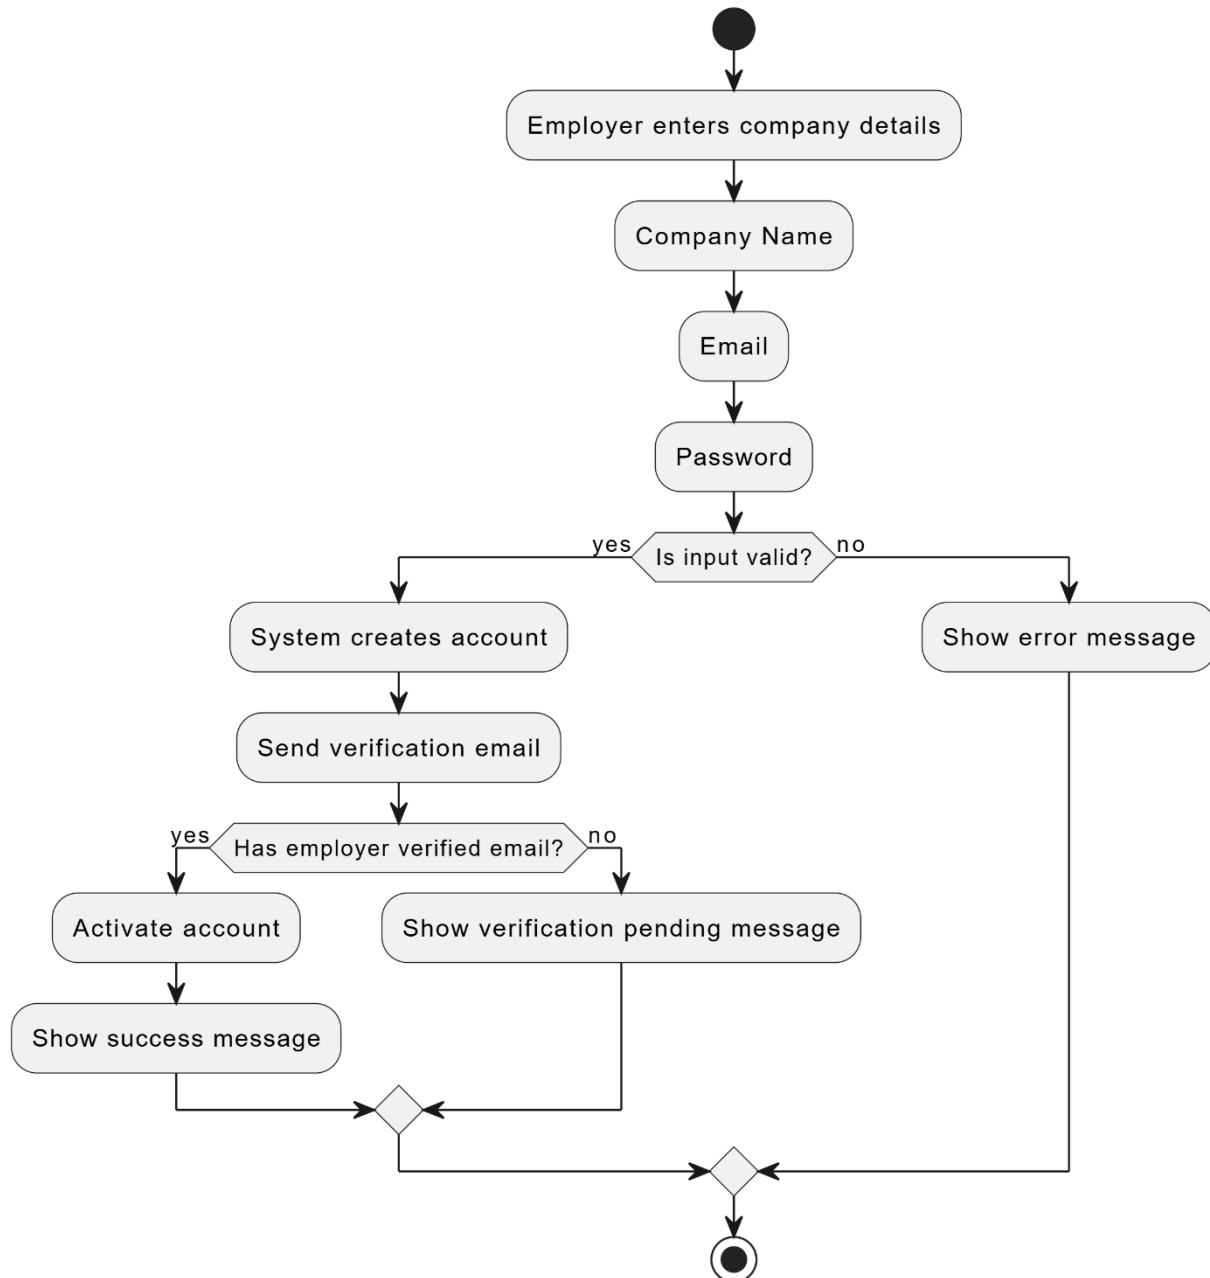 Employer enters company details
Company Name
Email
Password
yes
Is input valid?
no
System creates account
Show error message
Send verification email
yes
Has employer verified email?
no
Activate account
Show verification pending message
Show success message